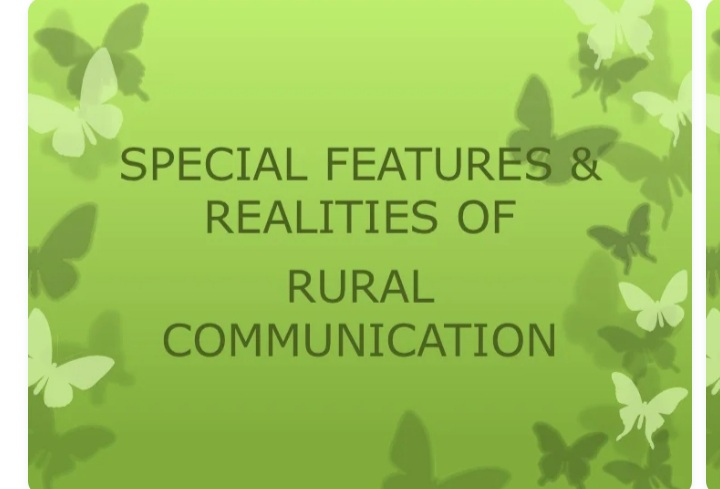 SPECIAL FEATURES &
REALITIES OF
RURAL
COMMUNICATION